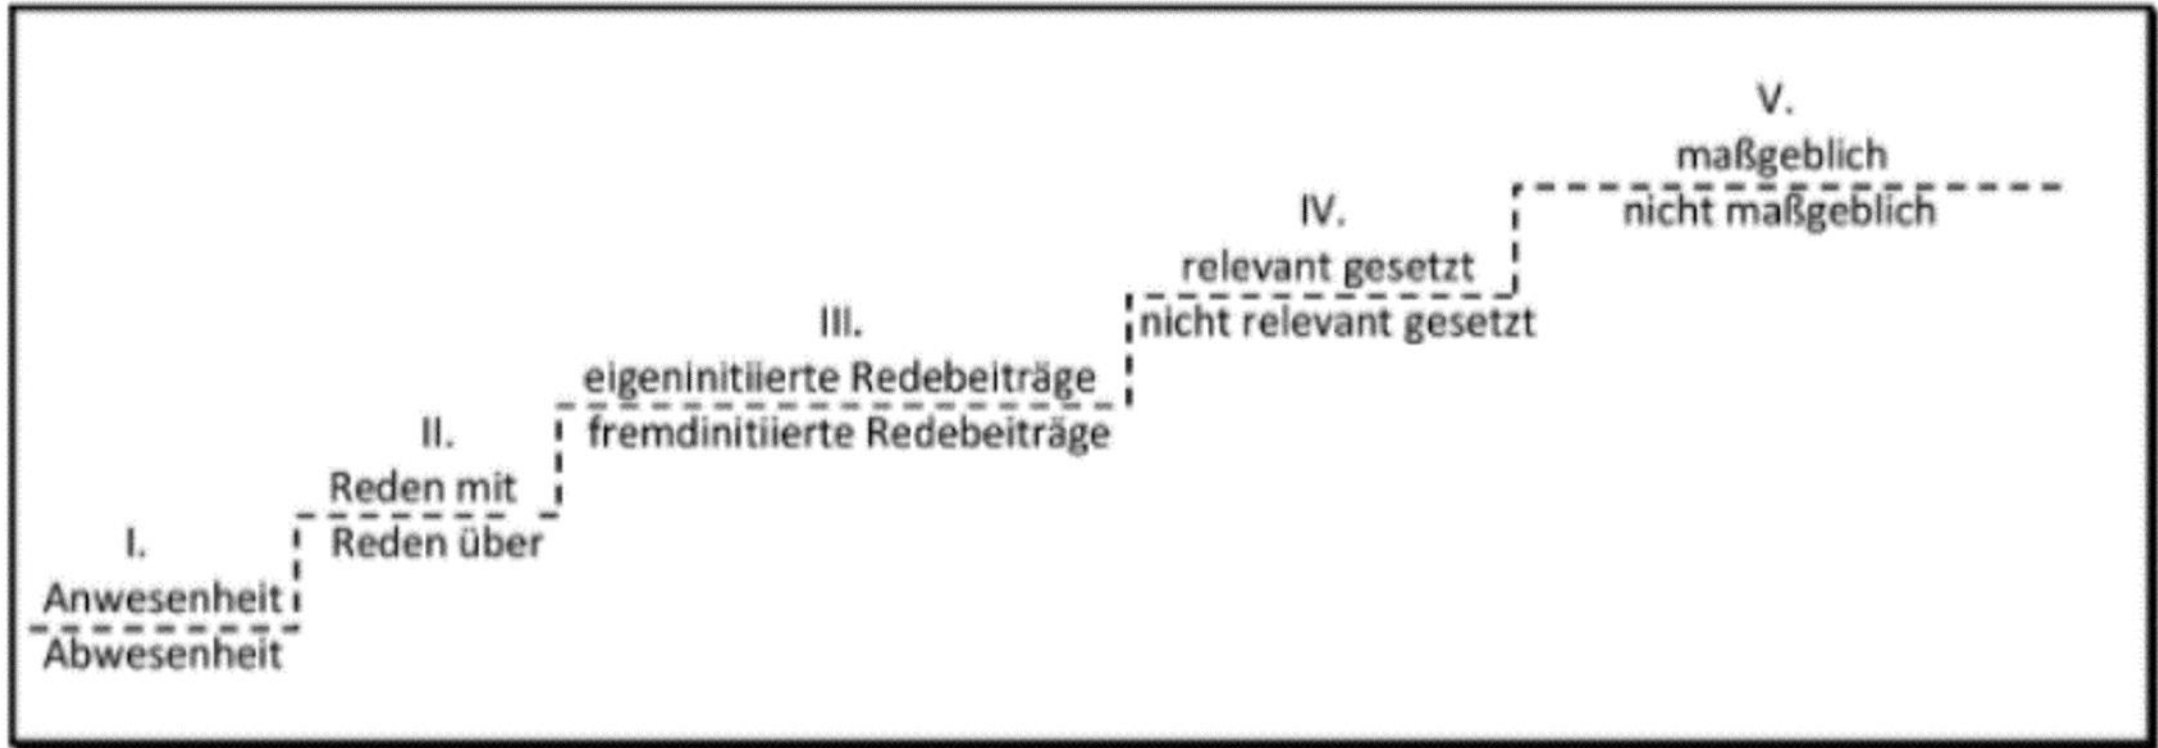 I.
Anwesenheit
Abwesenheit
II.
Reden mit
Reden über
III.
eigeninitiierte Redebeiträge
fremdinitiierte Redebeiträge
IV.
relevant gesetzt
nicht relevant gesetzt
V.
maßgeblich
nicht maßgeblich